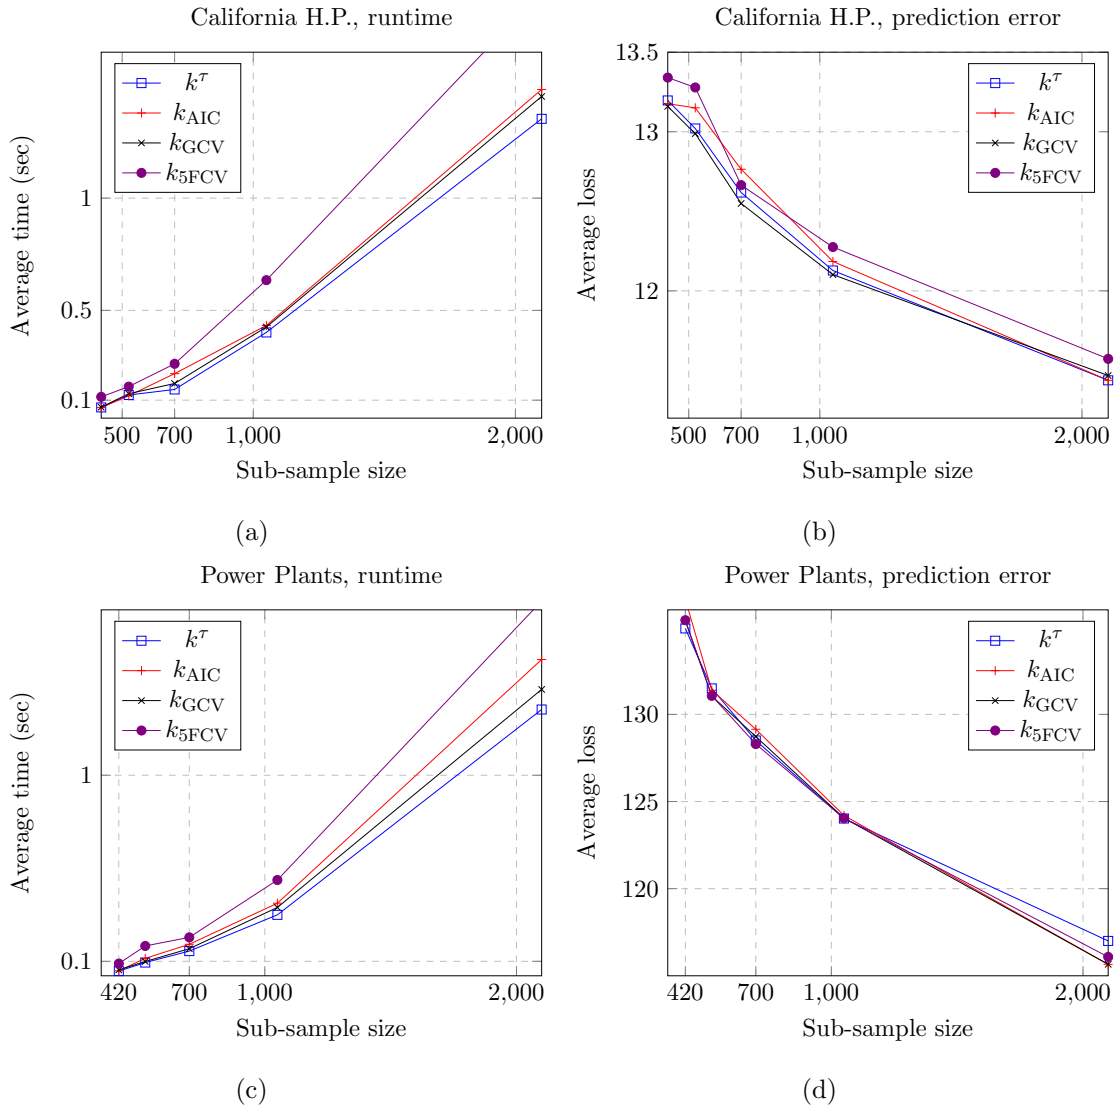 California H.P., runtime
Average time (sec)
1
0.5
0.1
500 700 1,000 2,000
Sub-sample size
k^τ
k_AIC
k_GCV
k_5FCV
(a)
California H.P., prediction error
Average loss
13.5
13
12
500 700 1,000 2,000
Sub-sample size
k^τ
k_AIC
k_GCV
k_5FCV
(b)
Power Plants, runtime
Average time (sec)
1
0.1
420 700 1,000 2,000
Sub-sample size
k^τ
k_AIC
k_GCV
k_5FCV
(c)
Power Plants, prediction error
Average loss
130
125
120
420 700 1,000 2,000
Sub-sample size
k^τ
k_AIC
k_GCV
k_5FCV
(d)